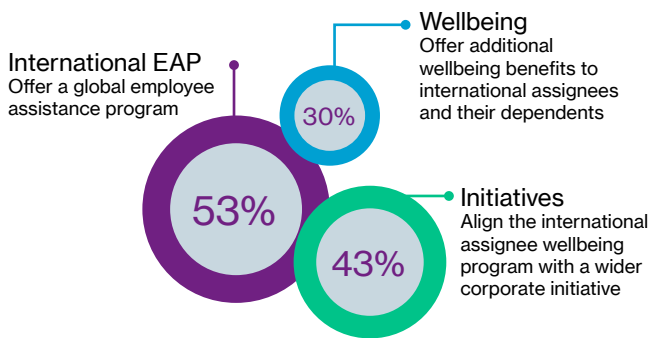 International EAP
Offer a global employee
assistance program
53%
Wellbeing
Offer additional
wellbeing benefits to
international assignees
and their dependents
30%
Initiatives
Align the international
assignee wellbeing
program with a wider
corporate initiative
43%